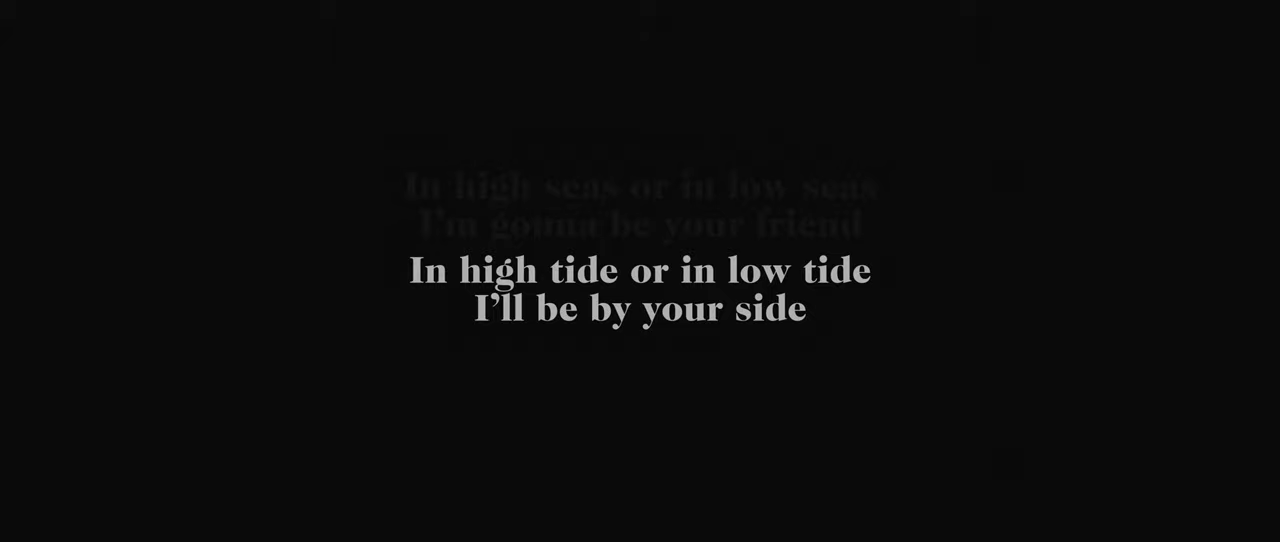 In high seas or in low seas
I'm gonna be your friend
In high tide or in low tide
I'll be by your side